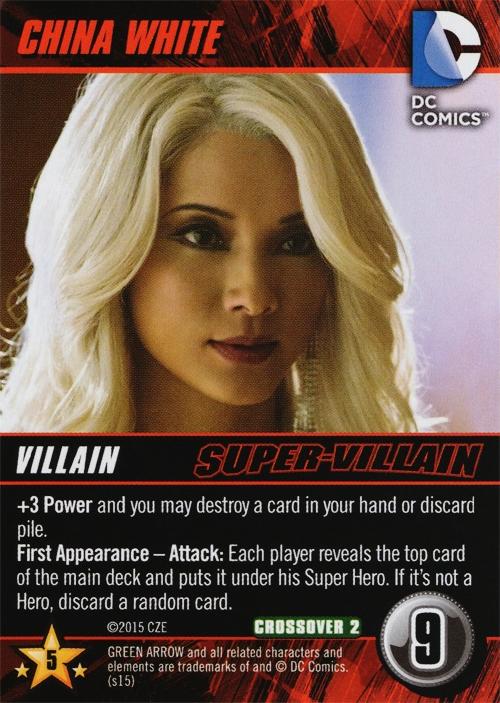 CHINA WHITE
DC
COMICS™
VILLAIN
SUPER-VILLAIN
+3 Power and you may destroy a card in your hand or discard
pile.
First Appearance – Attack: Each player reveals the top card
of the main deck and puts it under his Super Hero. If it's not a
Hero, discard a random card.
©2015 CZE
CROSSOVER 2
5
GREEN ARROW and all related characters and
elements are trademarks of and © DC Comics.
(s15)
9